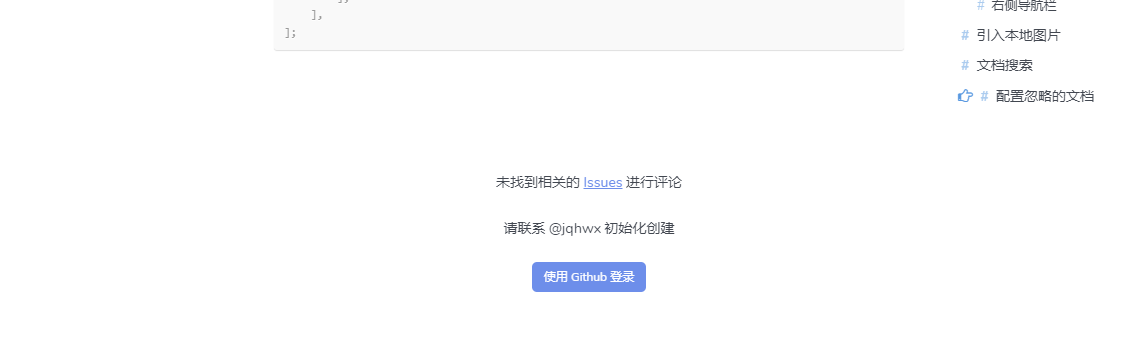 ],
];
# 右侧导航栏
# 引入本地图片
# 文档搜索
# 配置忽略的文档
未找到相关的 Issues 进行评论
请联系 @jqhwx 初始化创建
使用 Github 登录